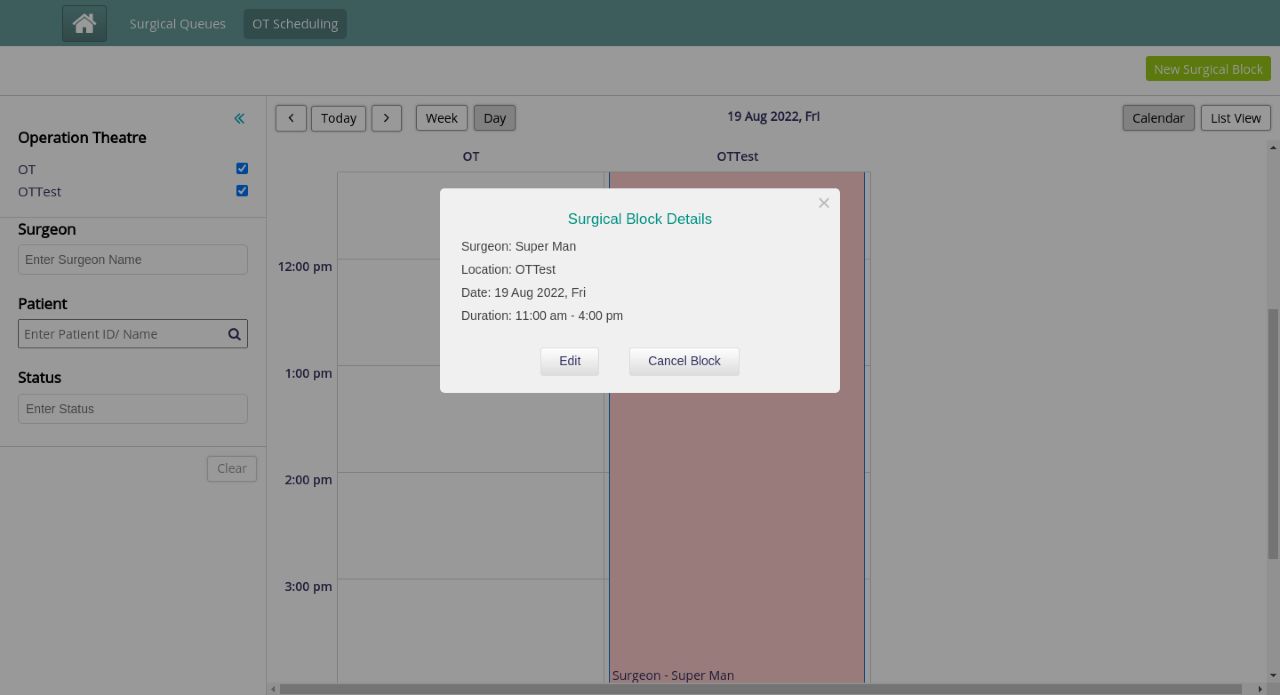 Surgical Queues
OT Scheduling
New Surgical Block
Operation Theatre
OT
OTTest
Surgeon
Enter Surgeon Name
Patient
Enter Patient ID/ Name
Status
Enter Status
Clear
Today
Week
Day
19 Aug 2022, Fri
Calendar
List View
OT
OTTest
12:00 pm
1:00 pm
2:00 pm
3:00 pm
Surgical Block Details
Surgeon: Super Man
Location: OTTest
Date: 19 Aug 2022, Fri
Duration: 11:00 am - 4:00 pm
Edit
Cancel Block
Surgeon - Super Man